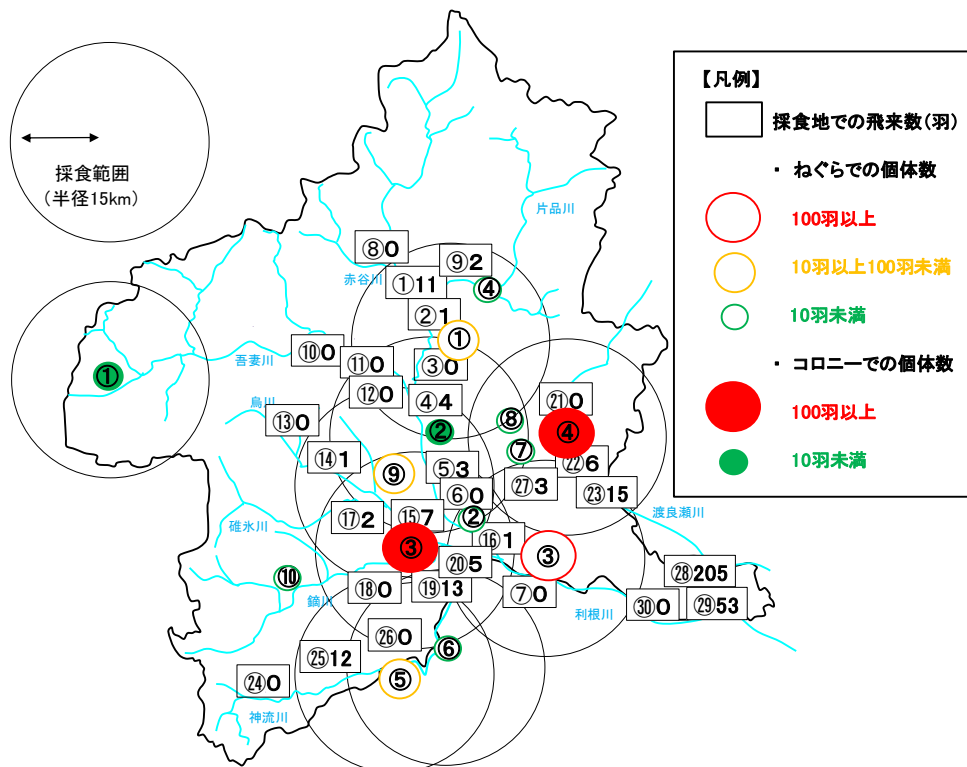 採食範囲
(半径15km)
片品川
⑧0
⑨2
赤谷川
①11
④
②1
①
吾妻川
⑩0
⑪0
③0
①
⑫0
烏川
④4
⑬0
②
⑧
㉑0
④
⑦
⑭1
⑨
⑤3
㉒6
㉗3
㉓15
⑥0
⑰2
⑮7
②
渡良瀬川
碓氷川
③
⑯1
③
⑳5
㉘205
⑩
⑱0
⑲13
⑦0
鏑川
利根川
㉚0
㉙53
㉖0
⑥
㉕12
㉔0
⑤
神流川
【凡例】
採食地での飛来数(羽)
・ ねぐらでの個体数
100羽以上
10羽以上100羽未満
10羽未満
・ コロニーでの個体数
100羽以上
10羽未満